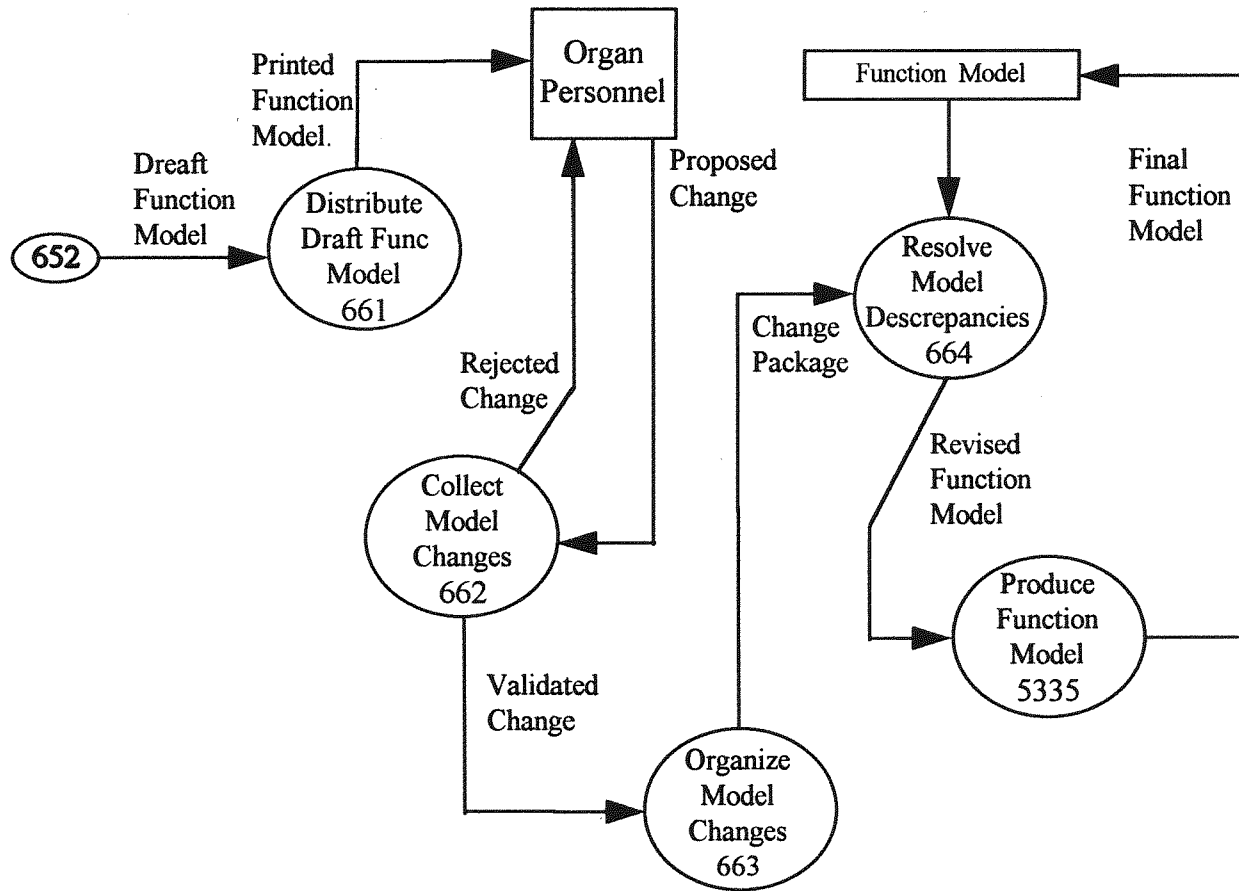 Organ
Personnel
Printed
Function
Model.
Dreaft
Function
Model
652
Distribute
Draft Func
Model
661
Proposed
Change
Rejected
Change
Collect
Model
Changes
662
Validated
Change
Organize
Model
Changes
663
Change
Package
Function Model
Resolve
Model
Descrepancies
664
Revised
Function
Model
Produce
Function
Model
5335
Final
Function
Model